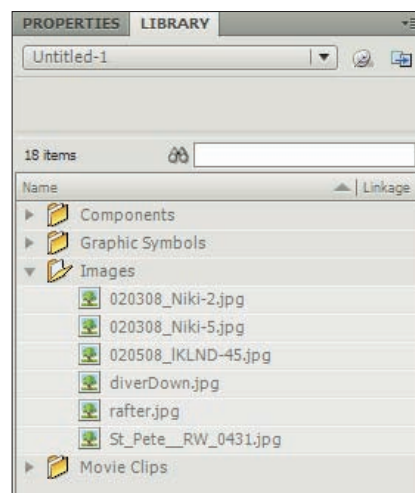 PROPERTIES LIBRARY
Untitled-1
18 items
Name Linkage
Components
Graphic Symbols
Images
020308_Niki-2.jpg
020308_Niki-5.jpg
020508_lKLND-45.jpg
diverDown.jpg
rafter.jpg
St_Pete__RW_0431.jpg
Movie Clips